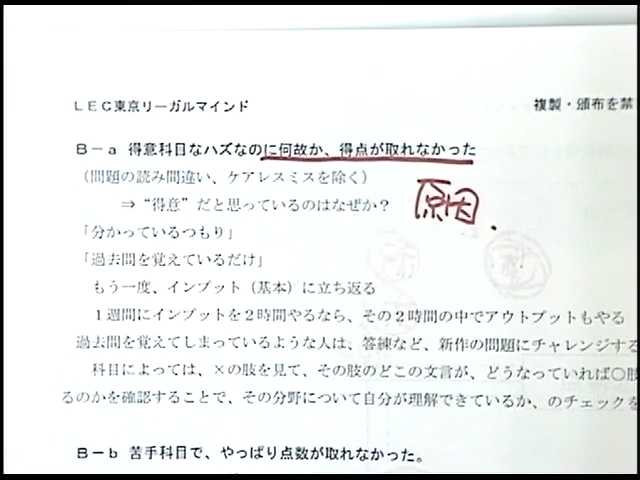 LEC東京リーガルマインド
複製・頒布を禁
B－a 得意科目なハズなのに何故か、得点が取れなかった
（問題の読み間違い、ケアレスミスを除く）
⇒ “得意” だと思っているのはなぜか？
原因.
「分かっているつもり」
「過去問を覚えているだけ」
もう一度、インプット（基本）に立ち返る
１週間にインプットを２時間やるなら、その２時間の中でアウトプットもやる
過去問を覚えてしまっているような人は、答練など、新作の問題にチャレンジする
科目によっては、×の肢を見て、その肢のどこの文言が、どうなっていれば○肢
るのかを確認することで、その分野について自分が理解できているか、のチェックを
B－b 苦手科目で、やっぱり点数が取れなかった。